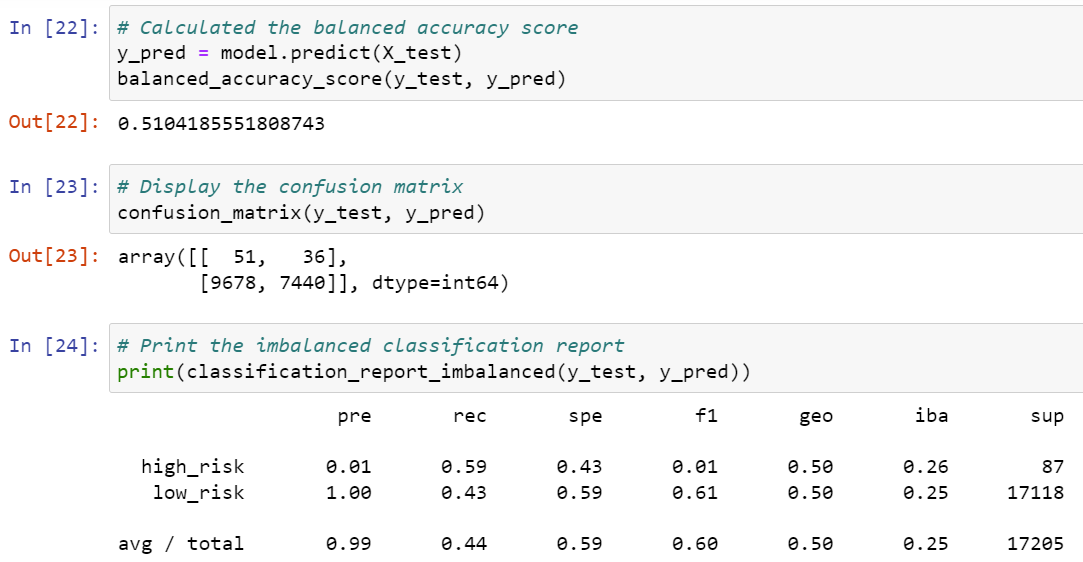 In [22]: # Calculated the balanced accuracy score
y_pred = model.predict(X_test)
balanced_accuracy_score(y_test, y_pred)
Out[22]: 0.5104185551808743
In [23]: # Display the confusion matrix
confusion_matrix(y_test, y_pred)
Out[23]: array([[  51,   36],
       [9678, 7440]], dtype=int64)
In [24]: # Print the imbalanced classification report
print(classification_report_imbalanced(y_test, y_pred))
pre rec spe f1 geo iba sup
high_risk 0.01 0.59 0.43 0.01 0.50 0.26 87
low_risk 1.00 0.43 0.59 0.61 0.50 0.25 17118
avg / total 0.99 0.44 0.59 0.60 0.50 0.25 17205